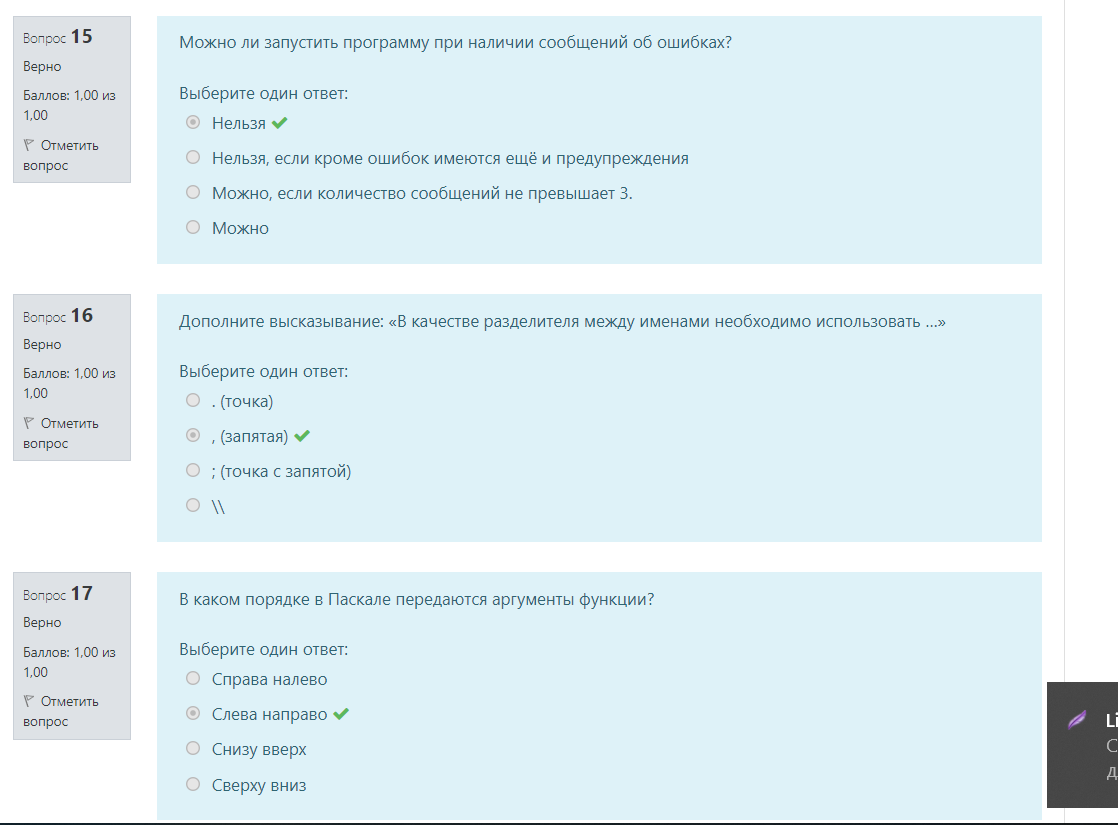 Вопрос 15
Верно
Баллов: 1,00 из
1,00
Отметить
вопрос
Можно ли запустить программу при наличии сообщений об ошибках?
Выберите один ответ:
Нельзя
Нельзя, если кроме ошибок имеются ещё и предупреждения
Можно, если количество сообщений не превышает 3.
Можно
Вопрос 16
Верно
Баллов: 1,00 из
1,00
Отметить
вопрос
Дополните высказывание: «В качестве разделителя между именами необходимо использовать ...»
Выберите один ответ:
. (точка)
, (запятая)
; (точка с запятой)
\\
Вопрос 17
Верно
Баллов: 1,00 из
1,00
Отметить
вопрос
В каком порядке в Паскале передаются аргументы функции?
Выберите один ответ:
Справа налево
Слева направо
Снизу вверх
Сверху вниз